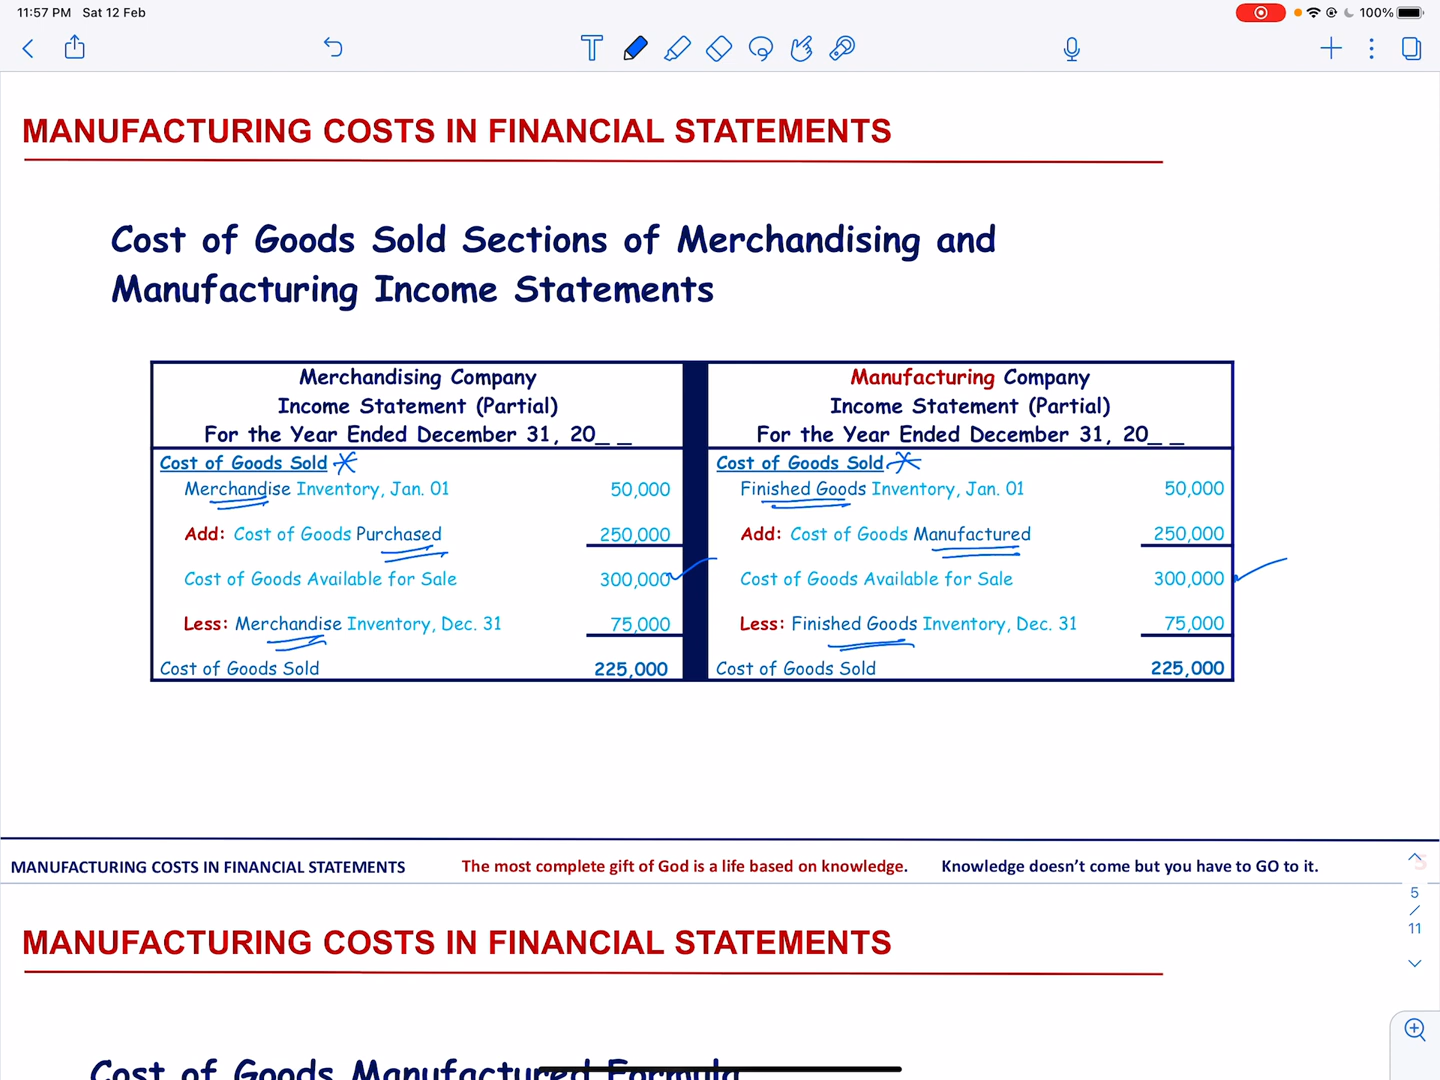 11:57 PM Sat 12 Feb
100%
MANUFACTURING COSTS IN FINANCIAL STATEMENTS
Cost of Goods Sold Sections of Merchandising and
Manufacturing Income Statements
Merchandising Company
Income Statement (Partial)
For the Year Ended December 31, 20_ _
Cost of Goods Sold
Merchandise Inventory, Jan. 01 50,000
Add: Cost of Goods Purchased 250,000
Cost of Goods Available for Sale 300,000
Less: Merchandise Inventory, Dec. 31 75,000
Cost of Goods Sold 225,000
Manufacturing Company
Income Statement (Partial)
For the Year Ended December 31, 20_ _
Cost of Goods Sold
Finished Goods Inventory, Jan. 01 50,000
Add: Cost of Goods Manufactured 250,000
Cost of Goods Available for Sale 300,000
Less: Finished Goods Inventory, Dec. 31 75,000
Cost of Goods Sold 225,000
MANUFACTURING COSTS IN FINANCIAL STATEMENTS The most complete gift of God is a life based on knowledge. Knowledge doesn't come but you have to GO to it.
5
/
11
MANUFACTURING COSTS IN FINANCIAL STATEMENTS
Cost of Goods Manufactured Formula